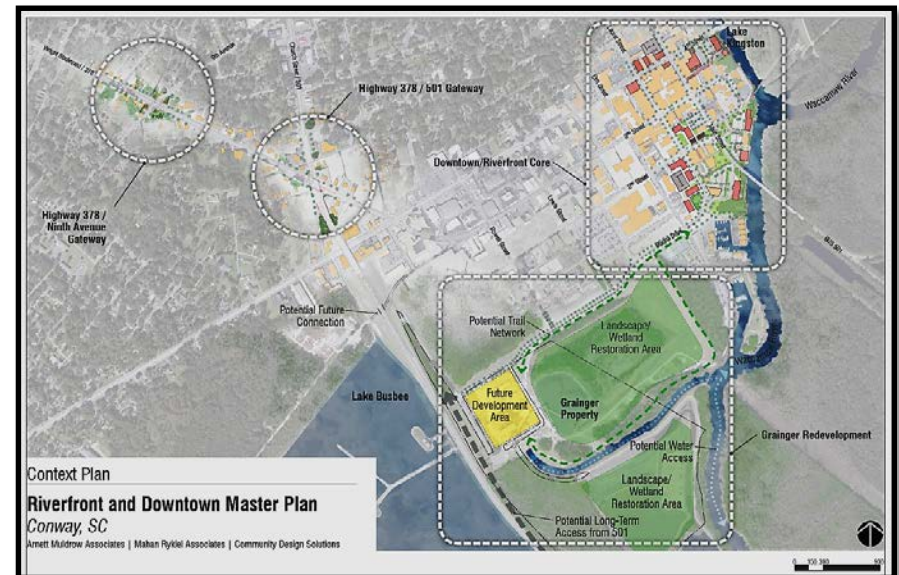 Lake
Kingston
Waccamaw River
Highway 378 / 501 Gateway
Downtown/Riverfront Core
Highway 378 /
Ninth Avenue
Gateway
Potential Future
Connection
Potential Trail
Network
Landscape/
Wetland
Restoration Area
Lake Busbee
Future
Development
Area
Grainger
Property
Grainger Redevelopment
Potential Water
Access
Landscape/
Wetland
Restoration Area
Potential Long-Term
Access from 501
Context Plan
Riverfront and Downtown Master Plan
Conway, SC
Arnett Muldrow Associates | Mahan Rykiel Associates | Community Design Solutions